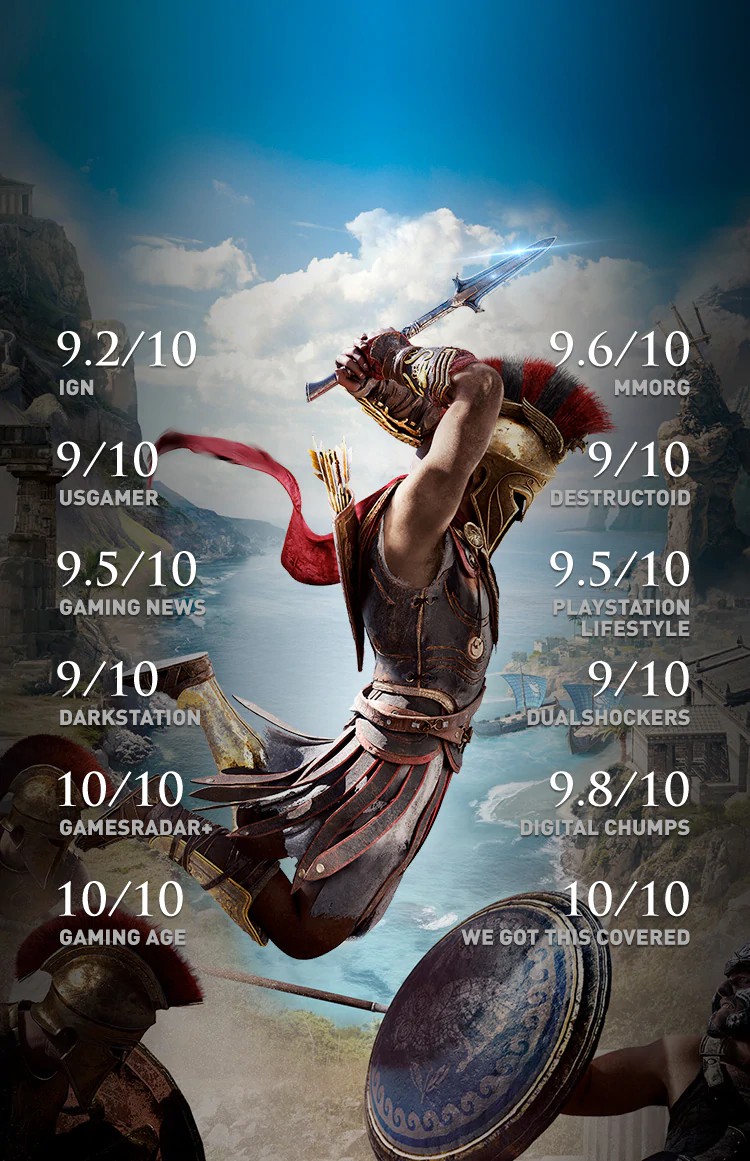 9.2/10
IGN
9/10
USGAMER
9.5/10
GAMING NEWS
9/10
DARKSTATION
10/10
GAMESRADAR+
10/10
GAMING AGE
9.6/10
MMORG
9/10
DESTRUCTOID
9.5/10
PLAYSTATION
LIFESTYLE
9/10
DUALSHOCKERS
9.8/10
DIGITAL CHUMPS
10/10
WE GOT THIS COVERED